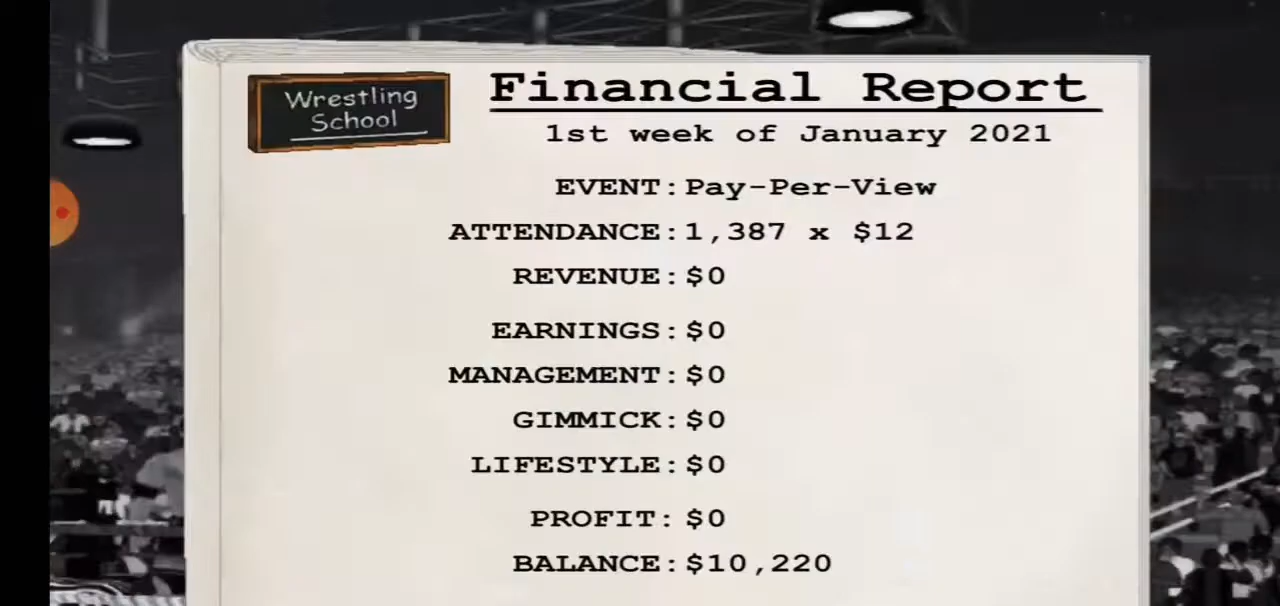 Wrestling
School
Financial Report
1st week of January 2021
EVENT: Pay-Per-View
ATTENDANCE: 1,387 x $12
REVENUE: $0
EARNINGS: $0
MANAGEMENT: $0
GIMMICK: $0
LIFESTYLE: $0
PROFIT: $0
BALANCE: $10,220